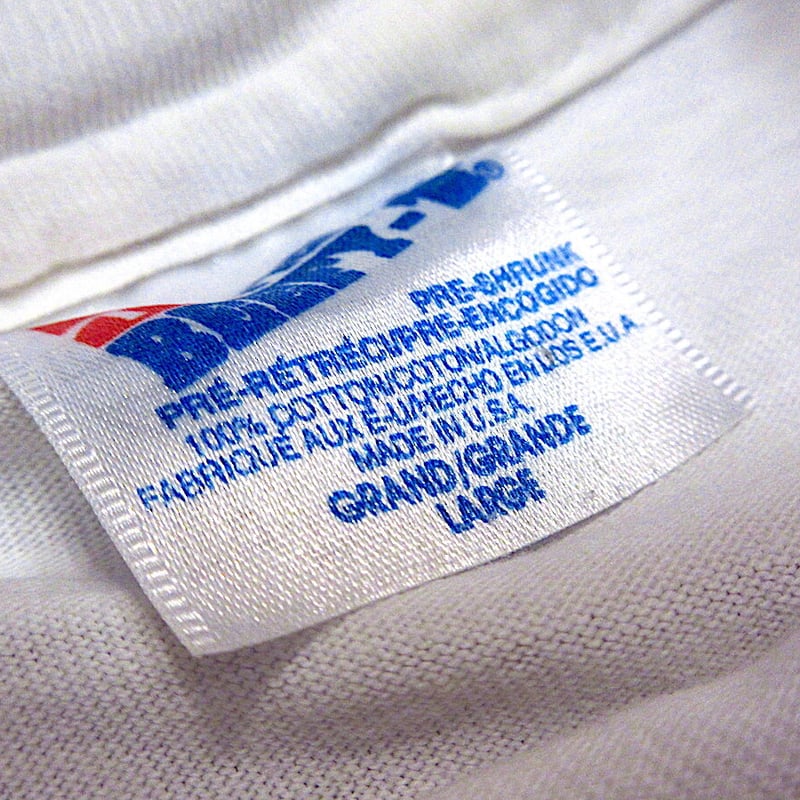 BEEFY-T®
PRE-SHRUNK
PRÉ-RÉTRÉCI/PRE-ENCOGIDO
100% COTTON/COTON/ALGODON
FABRIQUÉ AUX É-U/HECHO EN LOS E.U.A.
MADE IN U.S.A.
GRAND/GRANDE
LARGE